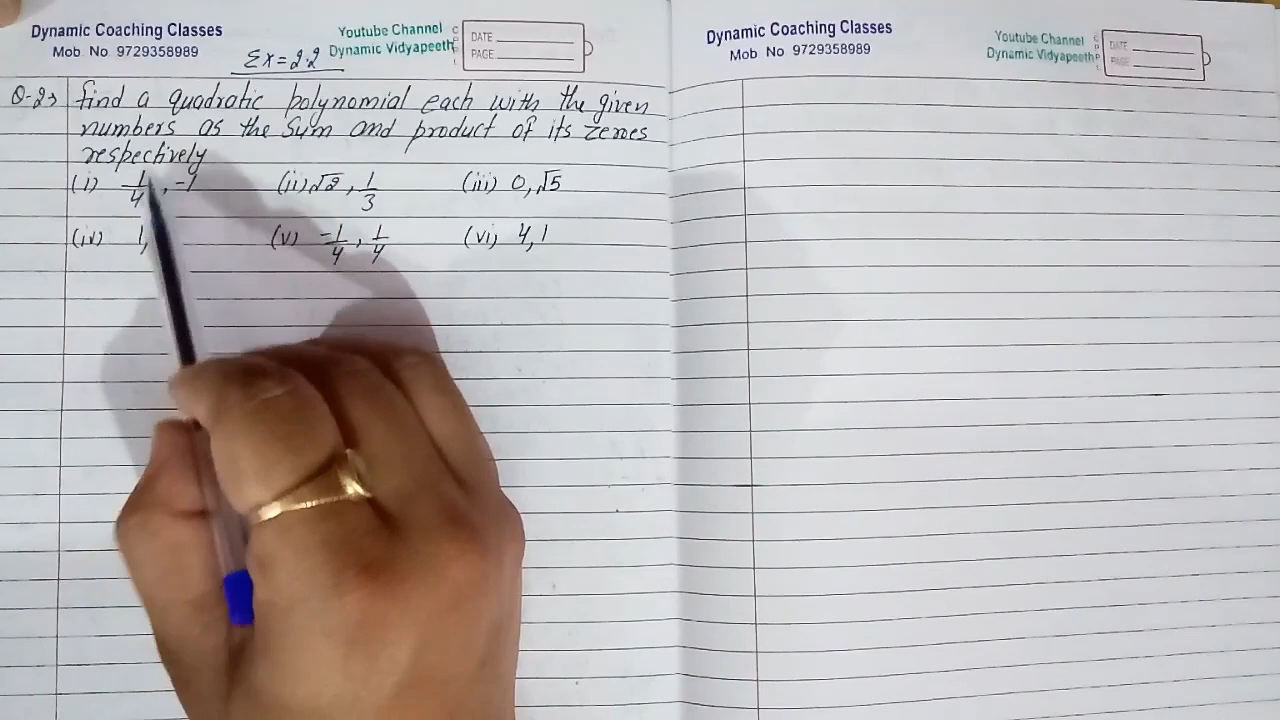 Dynamic Coaching Classes
Mob No 9729358989
Youtube Channel
Dynamic Vidyapeeth
DATE
PAGE
Ex=2.2
Q-2→ find a quadratic polynomial each with the given
numbers as the sum and product of its zeroes
respectively
(i) 1/4, -1 (ii) √2, 1/3 (iii) 0, √5
(iv) 1, (v) -1/4, 1/4 (vi) 4, 1
Dynamic Coaching Classes
Mob No 9729358989
Youtube Channel
Dynamic Vidyapeeth
DATE
PAGE